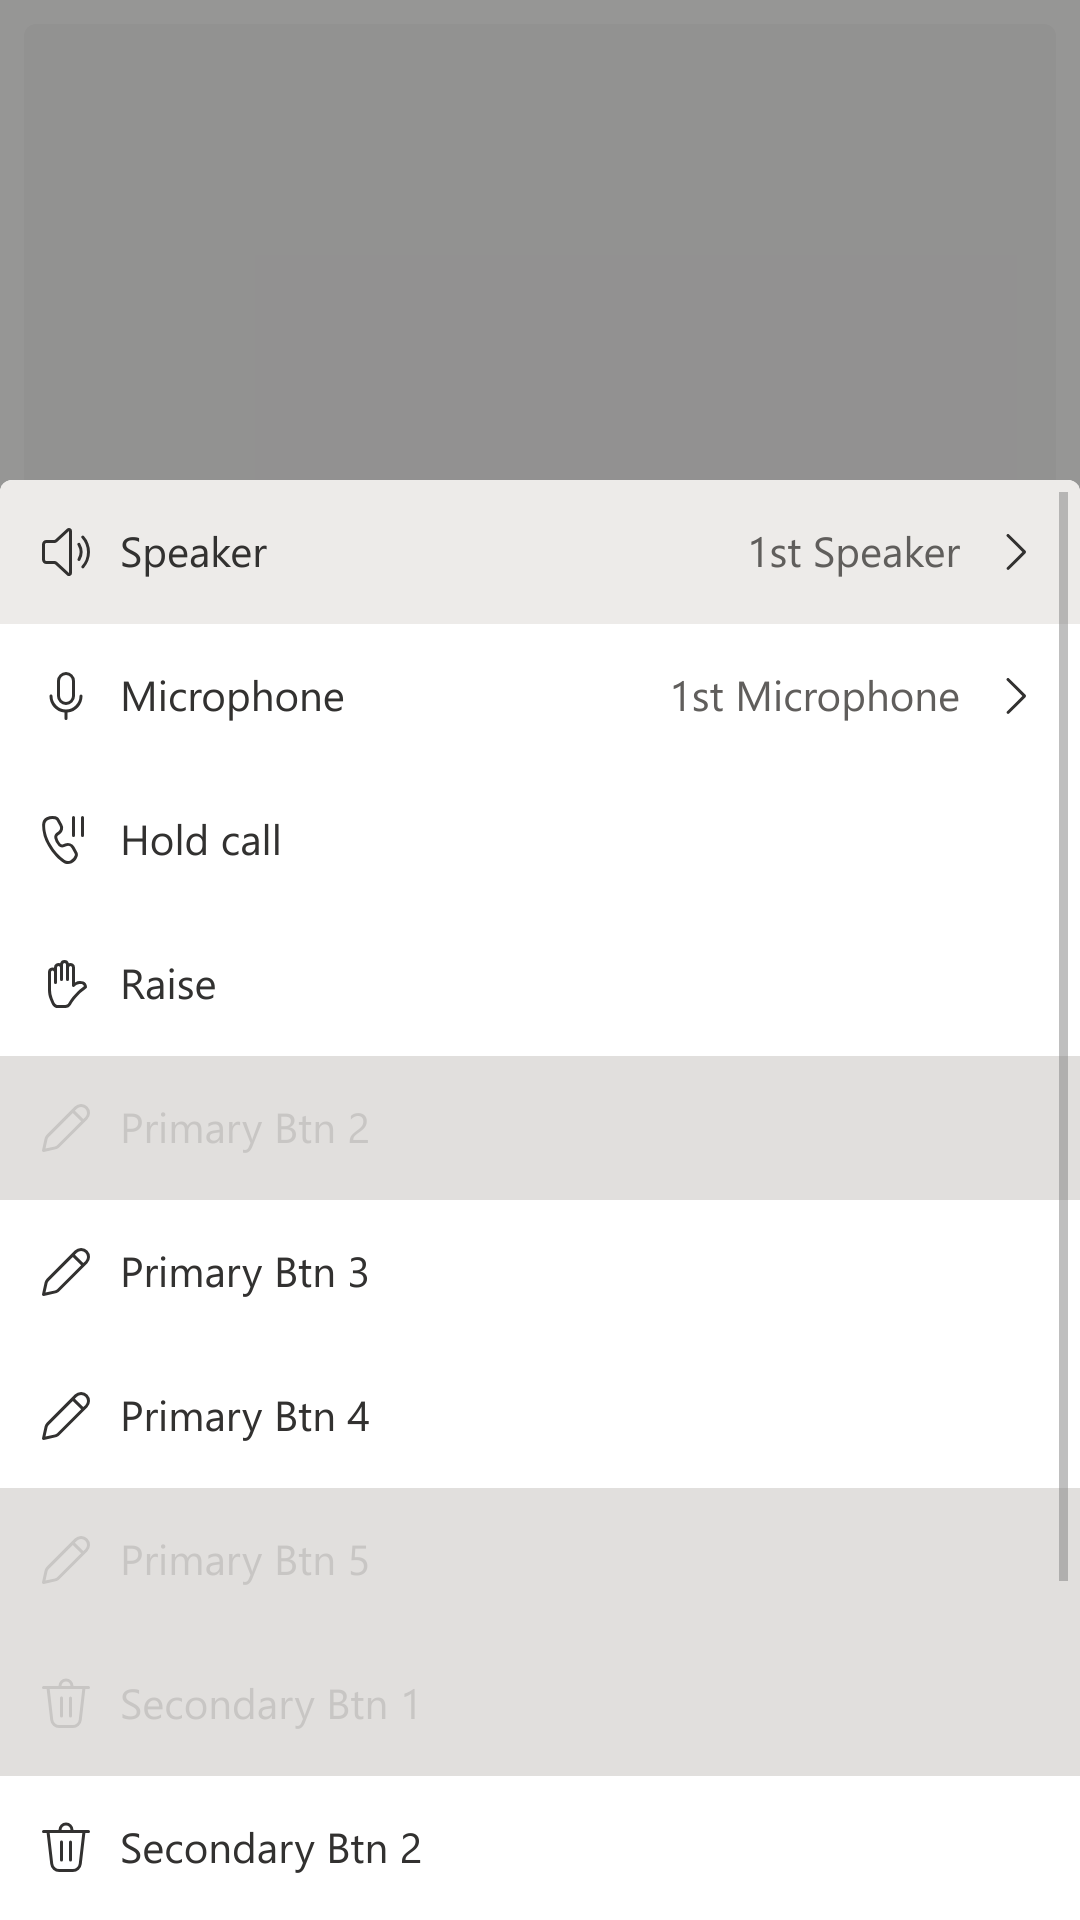 Speaker 1st Speaker
Microphone 1st Microphone
Hold call
Raise
Primary Btn 2
Primary Btn 3
Primary Btn 4
Primary Btn 5
Secondary Btn 1
Secondary Btn 2